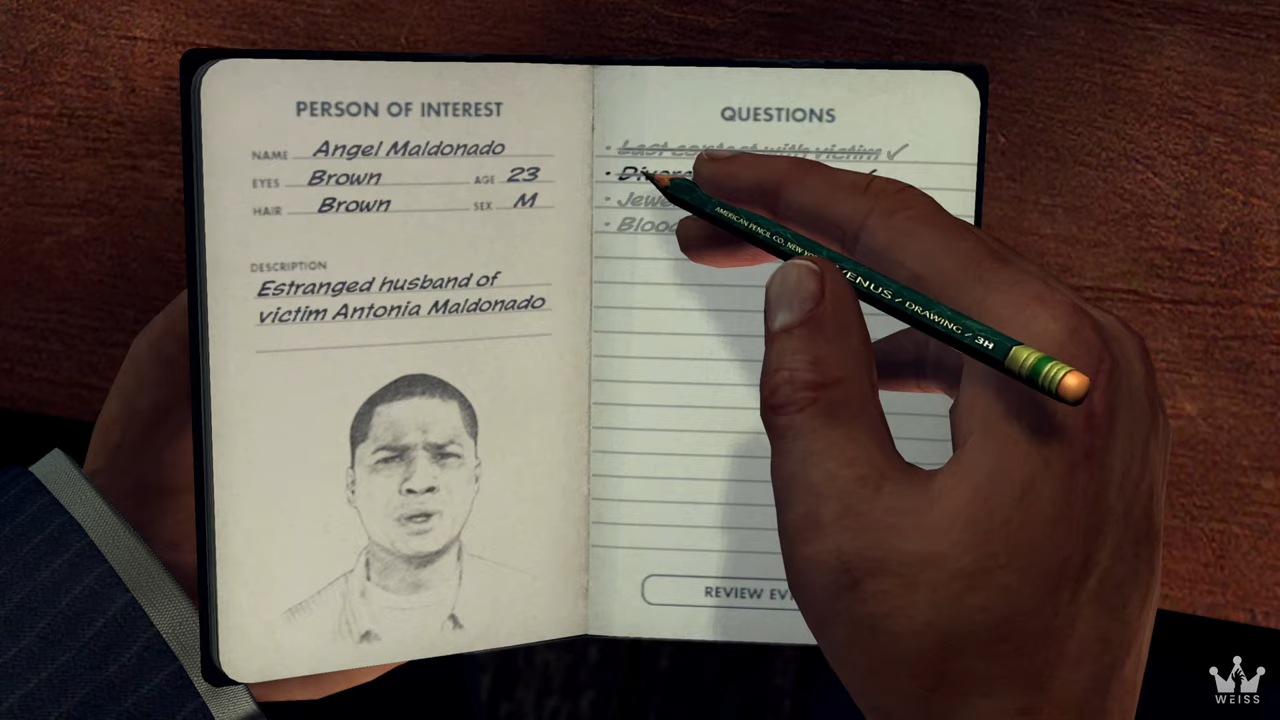 PERSON OF INTEREST
NAME Angel Maldonado
EYES Brown AGE 23
HAIR Brown SEX M
DESCRIPTION
Estranged husband of
victim Antonia Maldonado
QUESTIONS
• Last contact with victim ✓
AMERICAN PENCIL CO. NEW VENUS / DRAWING / 3H
REVIEW
WEISS